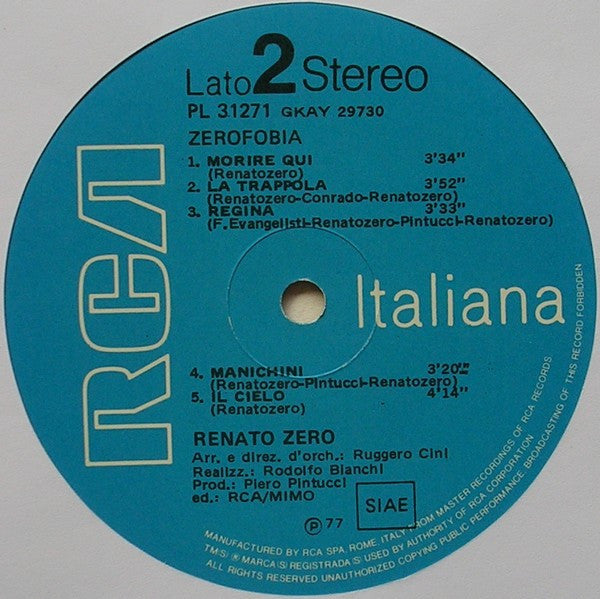 Lato 2 Stereo
PL 31271 GKAY 29730
ZEROFOBIA
1. MORIRE QUI 3'34"
(Renatozero)
2. LA TRAPPOLA 3'52"
(Renatozero-Conrado-Renatozero)
3. REGINA 3'33"
(F.Evangelisti-Renatozero-Pintucci-Renatozero)
RCA
Italiana
4. MANICHINI 3'20"
(Renatozero-Pintucci-Renatozero)
5. IL CIELO 4'14"
(Renatozero)
RENATO ZERO
Arr. e direz. d'orch.: Ruggero Cini
Realizz.: Rodolfo Bianchi
Prod.: Piero Pintucci
ed.: RCA/MIMO
SIAE
Ⓟ 77
MANUFACTURED BY RCA SPA, ROME, ITALY, FROM MASTER RECORDINGS OF RCA RECORDS
TM(S) ® MARCA(S) REGISTRADA(S) USED BY AUTHORITY OF RCA CORPORATION
ALL RIGHTS RESERVED UNAUTHORIZED COPYING PUBLIC PERFORMANCE BROADCASTING OF THIS RECORD FORBIDDEN